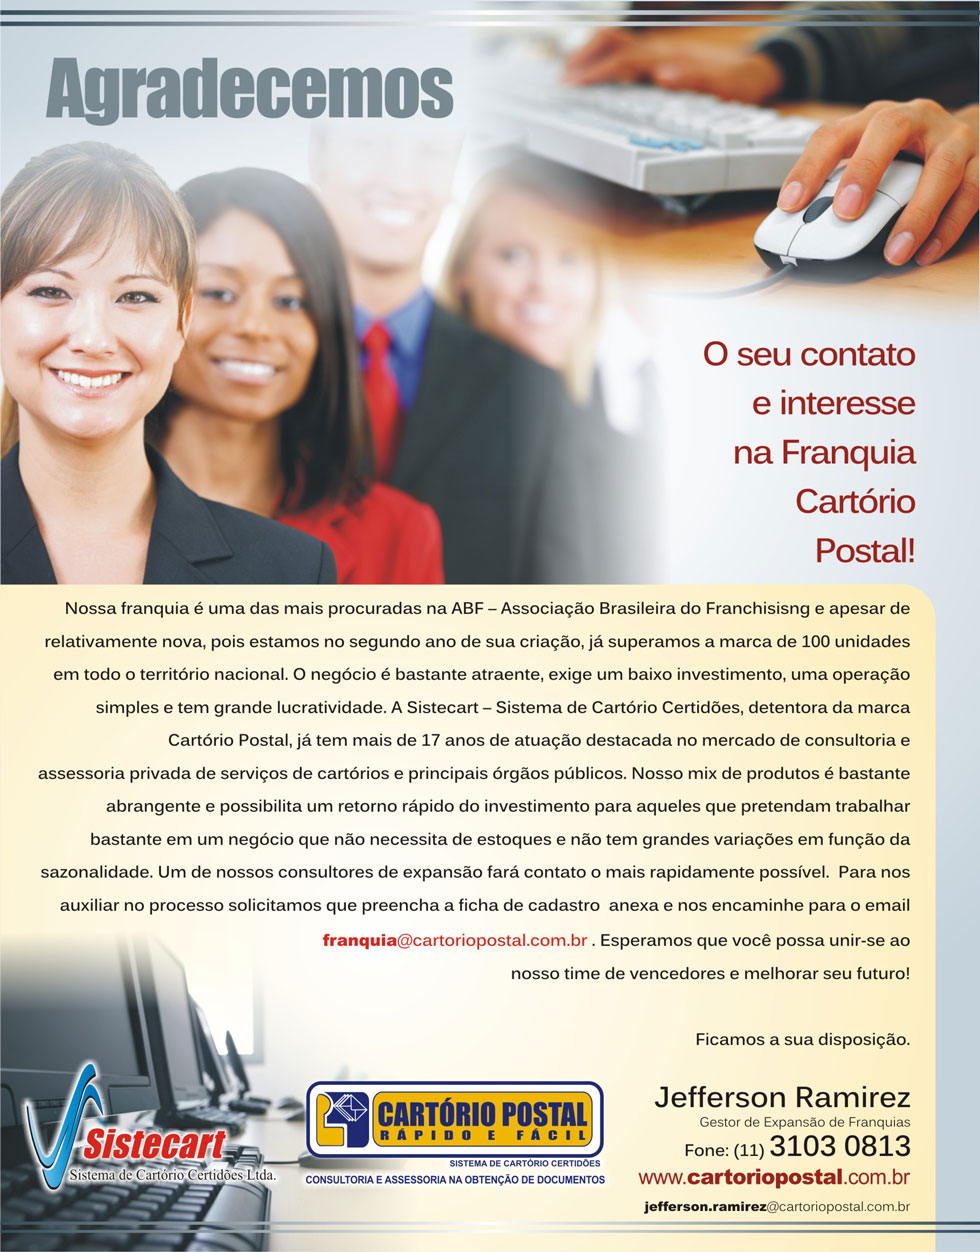 Agradecemos
O seu contato
e interesse
na Franquia
Cartório
Postal!
Nossa franquia é uma das mais procuradas na ABF – Associação Brasileira do Franchisisng e apesar de
relativamente nova, pois estamos no segundo ano de sua criação, já superamos a marca de 100 unidades
em todo o território nacional. O negócio é bastante atraente, exige um baixo investimento, uma operação
simples e tem grande lucratividade. A Sistecart – Sistema de Cartório Certidões, detentora da marca
Cartório Postal, já tem mais de 17 anos de atuação destacada no mercado de consultoria e
assessoria privada de serviços de cartórios e principais órgãos públicos. Nosso mix de produtos é bastante
abrangente e possibilita um retorno rápido do investimento para aqueles que pretendam trabalhar
bastante em um negócio que não necessita de estoques e não tem grandes variações em função da
sazonalidade. Um de nossos consultores de expansão fará contato o mais rapidamente possível. Para nos
auxiliar no processo solicitamos que preencha a ficha de cadastro anexa e nos encaminhe para o email
franquia@cartoriopostal.com.br . Esperamos que você possa unir-se ao
nosso time de vencedores e melhorar seu futuro!
Ficamos a sua disposição.
Sistecart
Sistema de Cartório Certidões Ltda.
CARTÓRIO POSTAL
RÁPIDO E FÁCIL
SISTEMA DE CARTÓRIO CERTIDÕES
CONSULTORIA E ASSESSORIA NA OBTENÇÃO DE DOCUMENTOS
Jefferson Ramirez
Gestor de Expansão de Franquias
Fone: (11) 3103 0813
www.cartoriopostal.com.br
jefferson.ramirez@cartoriopostal.com.br